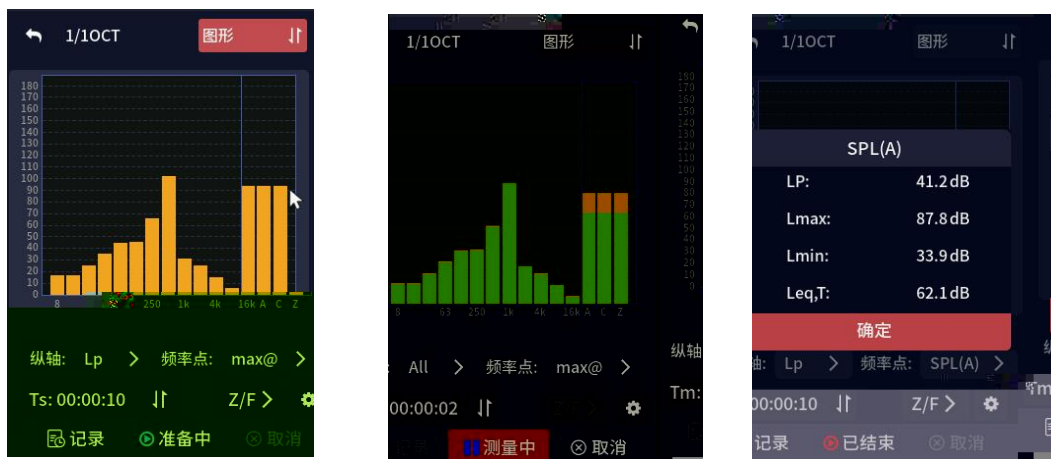 1/1OCT 图形
180
170
160
150
140
130
120
110
100
90
80
70
60
50
40
30
20
10
0
8 250 1k 4k 16k A C Z
纵轴: Lp > 频率点: max@ >
Ts: 00:00:10 Z/F >
记录 准备中 取消
1/1OCT 图形
180
170
160
150
140
130
120
110
100
90
80
70
60
50
40
30
20
10
0
8 63 250 1k 4k 16k A C Z
: All > 频率点: max@ >
纵轴
00:00:02 Z/F >
Tm:
测量中 取消
1/1OCT 图形
SPL(A)
LP: 41.2dB
Lmax: 87.8dB
Lmin: 33.9dB
Leq,T: 62.1dB
确定
轴: Lp > 频率点: SPL(A) >
00:00:10 Z/F >
记录 已结束 取消